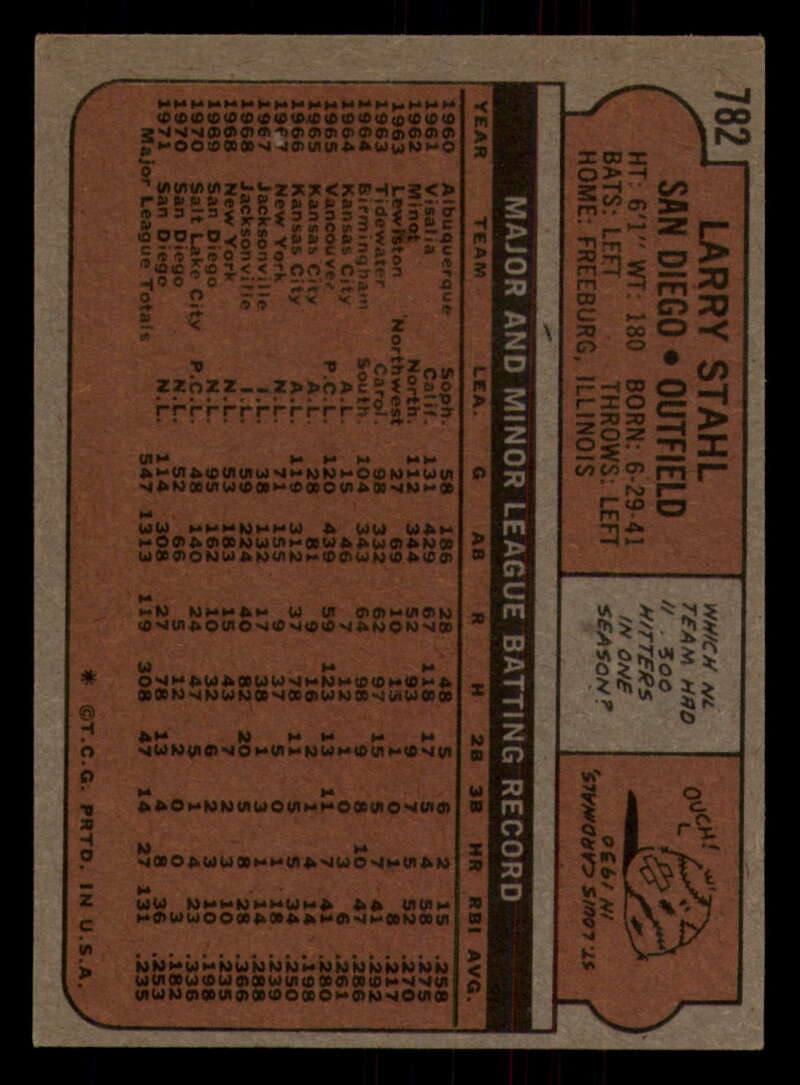 782
LARRY STAHL
SAN DIEGO • OUTFIELD
HT: 6'1" WT: 180 BORN: 6-29-41
BATS: LEFT THROWS: LEFT
HOME: FREEBURG, ILLINOIS
WHICH NL
TEAM HAD
11 .300
HITTERS
IN ONE
SEASON?
OUCH!
ST. LOUIS CARDINALS,
IN 1930
MAJOR AND MINOR LEAGUE BATTING RECORD
YEAR TEAM LEA. G AB R H 2B 3B HR RBI AVG.
1960 Albuquerque Soph. 58 186 28 48 5 6 2 15 .258
1961 Visalia Calif. 131 429 67 118 17 5 4 58 .275
1962 Minot North. 111 344 52 93 9 7 5 52 .270
1963 Lewiston Northwest 27 69 10 15 1 0 1 8 .217
1963 Tidewater Carol. 98 332 62 97 15 5 7 41 .292
1964 Birmingham South. 104 343 64 98 9 8 10 47 .286
1964 Kansas City A.L. 15 46 7 12 1 0 3 6 .261
1965 Vancouver P.C.L. 120 439 59 123 13 11 7 41 .280
1965 Kansas City A.L. 28 81 9 16 2 1 4 14 .198
1966 Kansas City A.L. 119 312 37 78 11 5 5 34 .250
1967 New York N.L. 71 155 9 37 5 0 1 18 .239
1967 Jacksonville I.L. 38 132 17 38 1 3 1 14 .288
1968 Jacksonville I.L. 56 224 40 82 20 5 8 38 .366
1968 New York N.L. 53 183 15 43 7 2 3 10 .235
1969 San Diego N.L. 95 162 10 32 6 2 3 10 .198
1970 Salt Lake City P.C.L. 48 140 24 47 5 1 4 23 .336
1970 San Diego N.L. 52 66 5 12 2 0 0 3 .182
1971 San Diego N.L. 114 308 27 78 13 4 8 36 .253
Major League Totals 547 1313 119 308 47 14 27 131 .235
* ©T.C.G. PRTD. IN U.S.A.